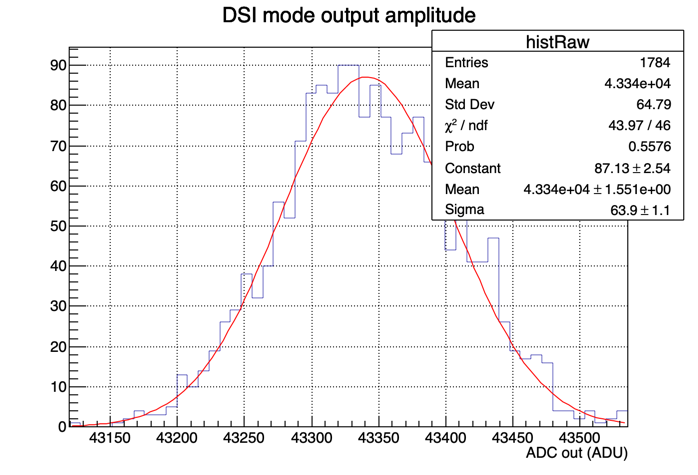 DSI mode output amplitude
histRaw
Entries 1784
Mean 4.334e+04
Std Dev 64.79
χ² / ndf 43.97 / 46
Prob 0.5576
Constant 87.13 ± 2.54
Mean 4.334e+04 ± 1.551e+00
Sigma 63.9 ± 1.1
90
80
70
60
50
40
30
20
10
0
43150 43200 43250 43300 43350 43400 43450 43500
ADC out (ADU)